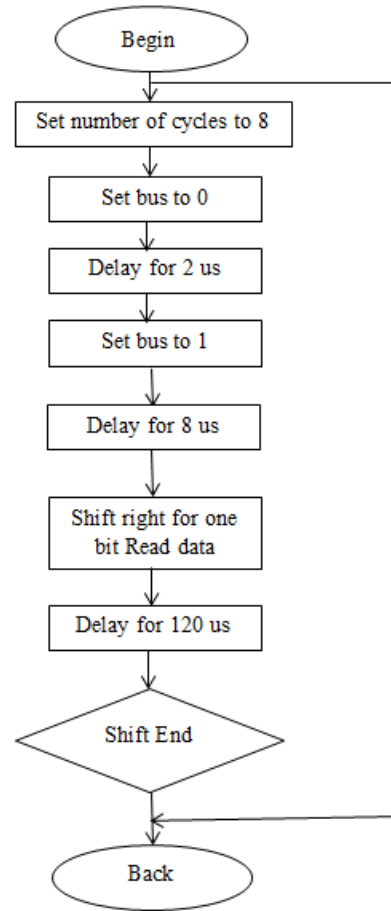 Begin
Set number of cycles to 8
Set bus to 0
Delay for 2 us
Set bus to 1
Delay for 8 us
Shift right for one
bit Read data
Delay for 120 us
Shift End
Back